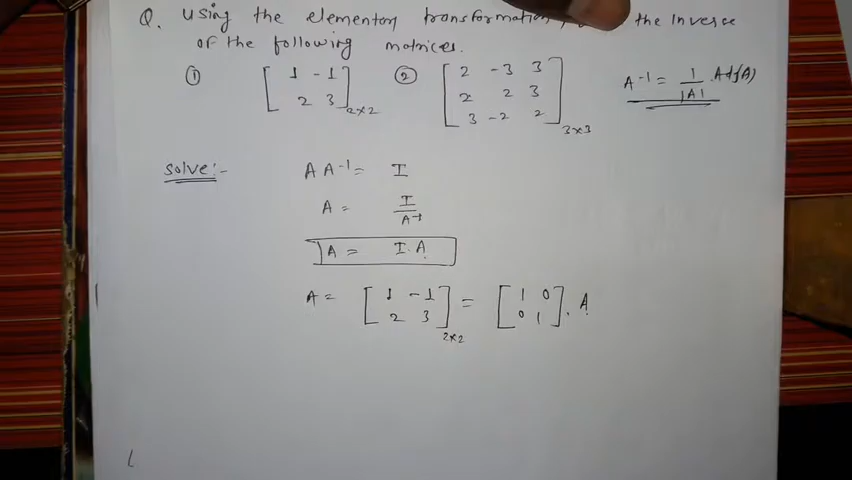 Q. Using the elementary transformation, the Inverse
of the following matrices.
① [ 1 -1 ; 2 3 ] 2×2 ② [ 2 -3 3 ; 2 2 3 ; 3 -2 2 ] 3×3 A⁻¹ = 1/|A| . Adj(A)
Solve:-
A A⁻¹ = I
A = I/A⁻¹
A = I. A
A = [ 1 -1 ; 2 3 ] 2×2 = [ 1 0 ; 0 1 ] . A